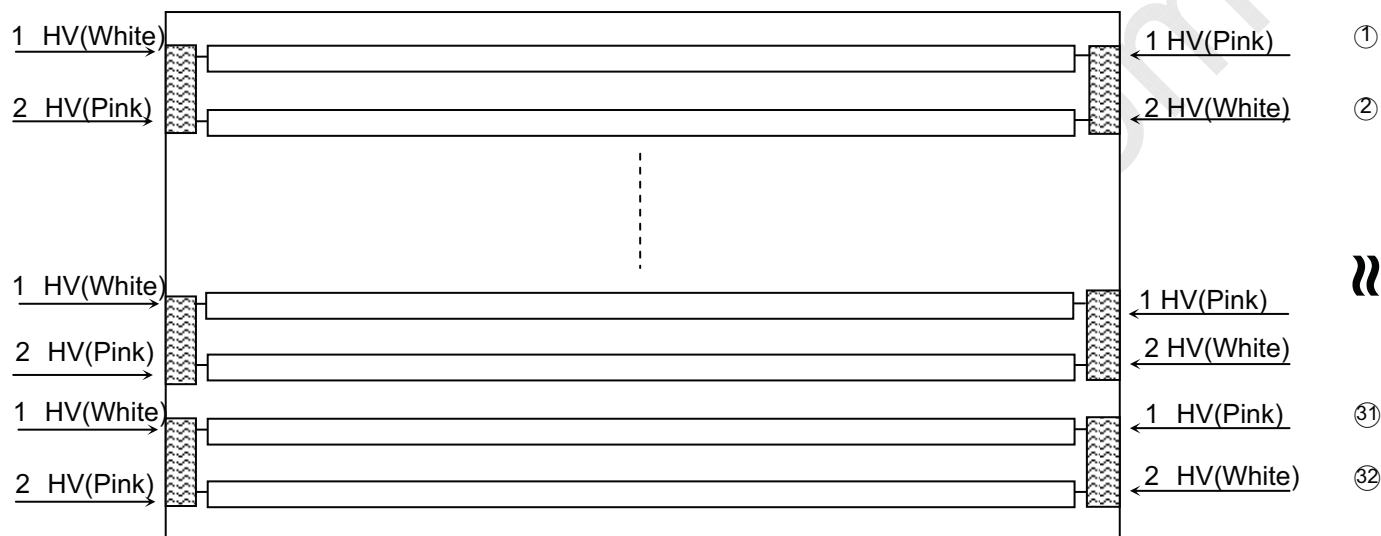 1 HV(White) 1 HV(Pink) ①
2 HV(Pink) 2 HV(White) ②
1 HV(White) 1 HV(Pink)
2 HV(Pink) 2 HV(White)
1 HV(White) 1 HV(Pink) ㉛
2 HV(Pink) 2 HV(White) ㉜